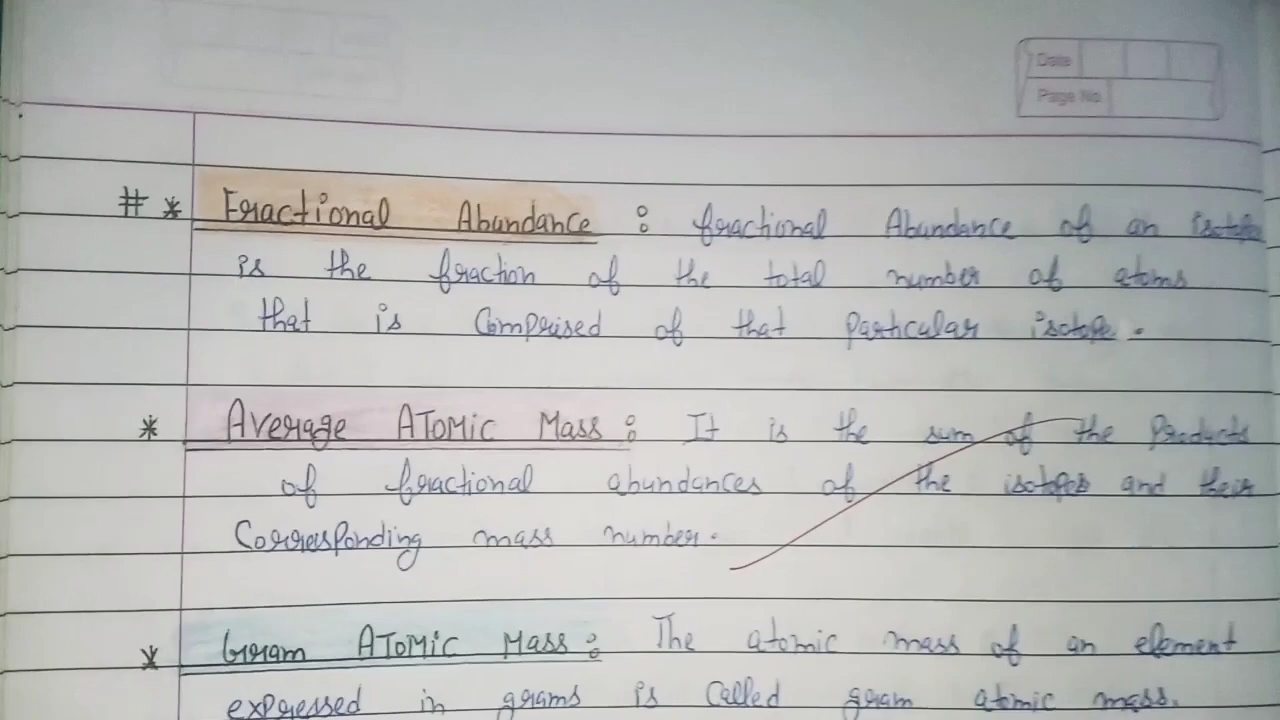 Date
Page No.
# * Fractional Abundance : fractional Abundance of an isotope
is the fraction of the total number of atoms
that is Comprised of that Particular isotope.
* Average ATOMIC MASS : It is the sum of the Products
of fractional abundances of the isotopes and their
Corresponding mass number.
* Gram ATOMIC MASS : The atomic mass of an element
expressed in grams is Called gram atomic mass.